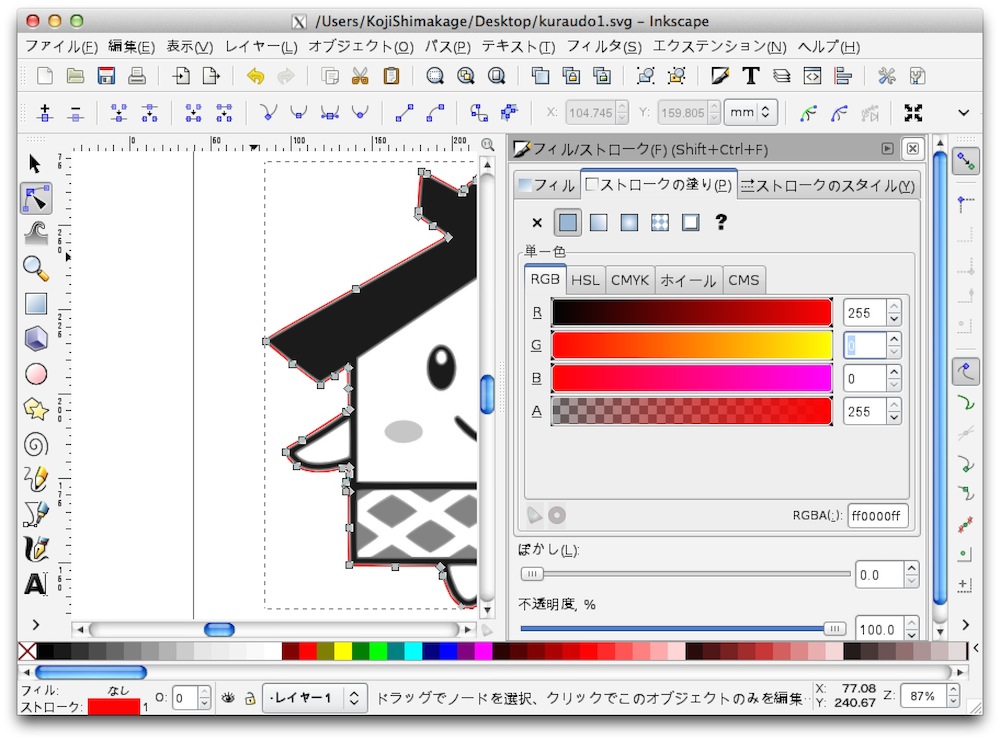 /Users/KojiShimakage/Desktop/kuraudo1.svg - Inkscape
ファイル(F) 編集(E) 表示(V) レイヤー(L) オブジェクト(O) パス(P) テキスト(T) フィルタ(S) エクステンション(N) ヘルプ(H)
X: 104.745 Y: 159.805 mm
0 50 100 150 200
フィル/ストローク(F) (Shift+Ctrl+F)
フィル ストロークの塗り(P) ストロークのスタイル(Y)
?
単一色
RGB HSL CMYK ホイール CMS
R 255
G 0
B 0
A 255
RGBA(:): ff0000ff
ぼかし(L):
0.0
不透明度, %
100.0
フィル: なし
ストローク: 1
O: 0
·レイヤー1
ドラッグでノードを選択、クリックでこのオブジェクトのみを編集
X: 77.08
Y: 240.67
Z: 87%